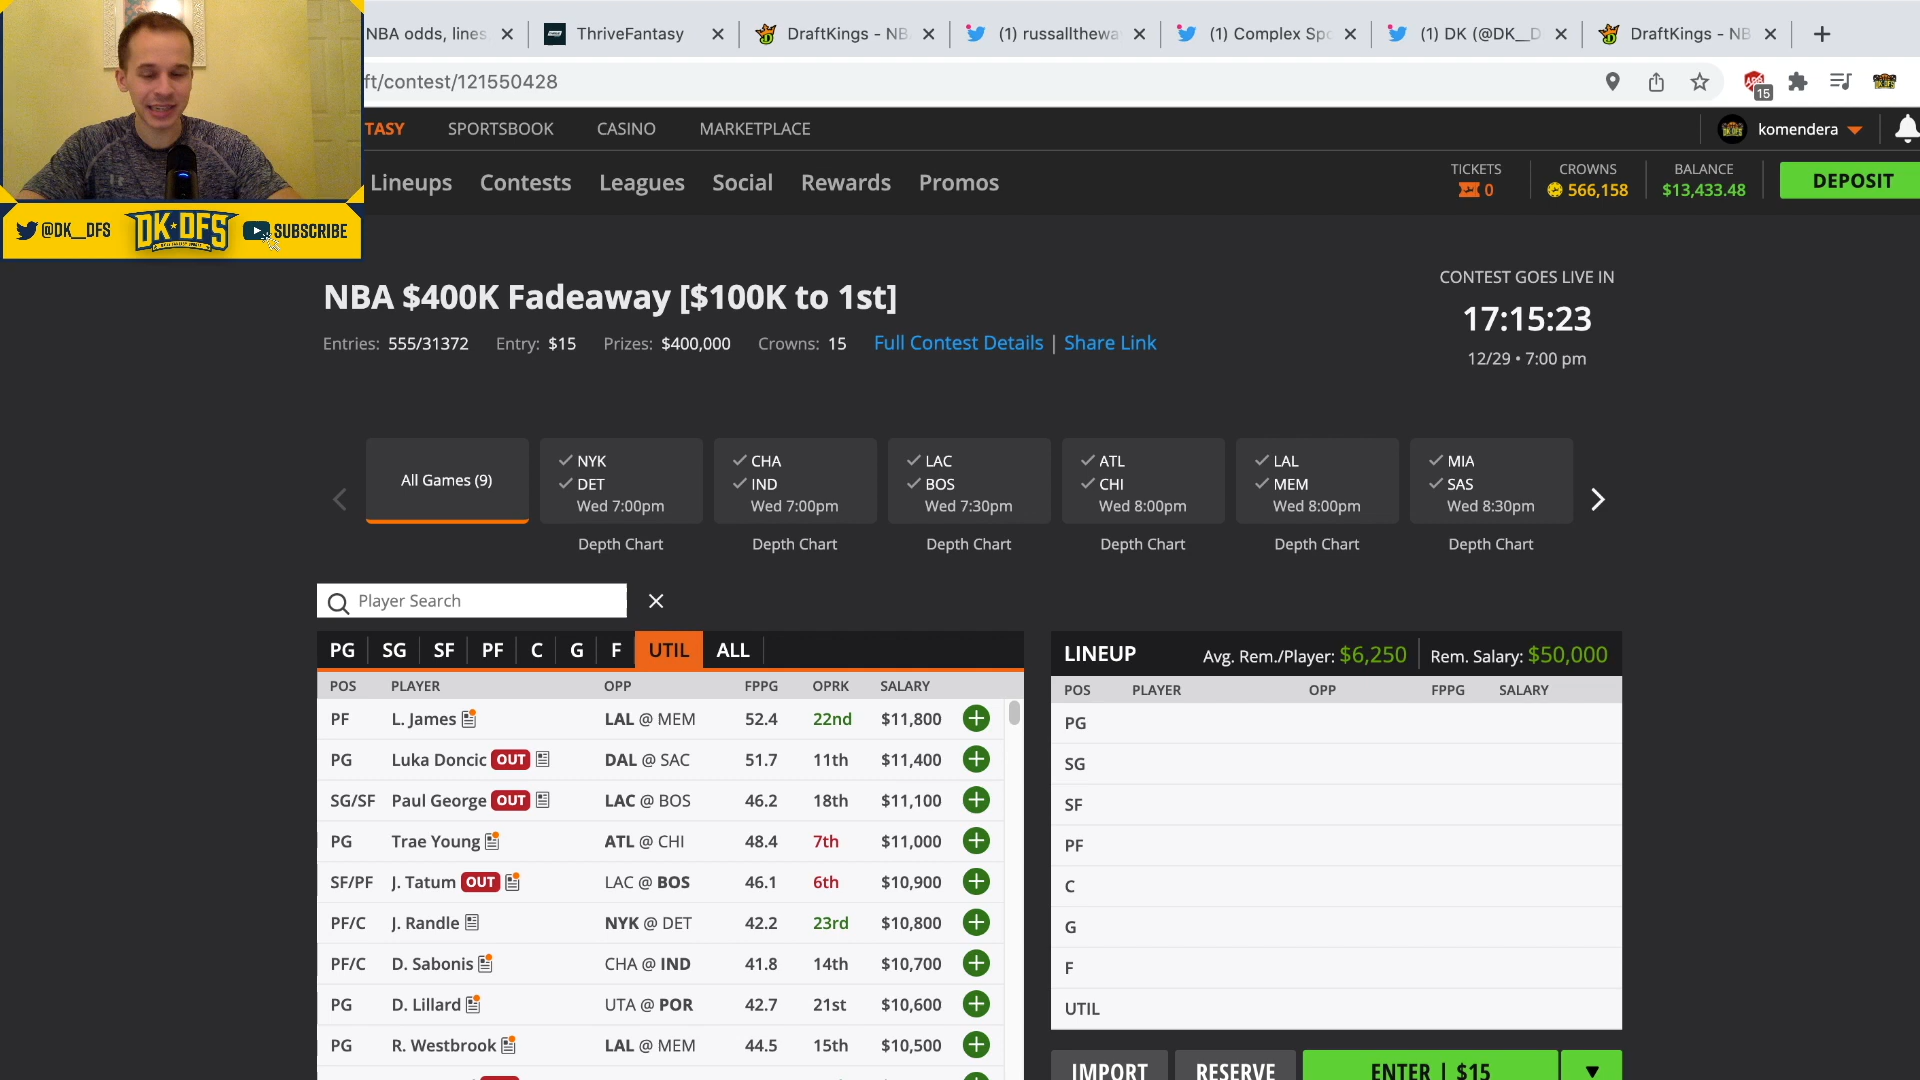 NBA odds, lines
ThriveFantasy
DraftKings - NB
(1) russallthewa
(1) Complex Spo
(1) DK (@DK__D
DraftKings - NB
ft/contest/121550428
15
TASY
SPORTSBOOK
CASINO
MARKETPLACE
komendera
Lineups
Contests
Leagues
Social
Rewards
Promos
TICKETS
0
CROWNS
566,158
BALANCE
$13,433.48
DEPOSIT
@DK__DFS
DK DFS
SUBSCRIBE
NBA $400K Fadeaway [$100K to 1st]
Entries: 555/31372 Entry: $15 Prizes: $400,000 Crowns: 15 Full Contest Details | Share Link
CONTEST GOES LIVE IN
17:15:23
12/29 • 7:00 pm
All Games (9)
NYK
DET
Wed 7:00pm
Depth Chart
CHA
IND
Wed 7:00pm
Depth Chart
LAC
BOS
Wed 7:30pm
Depth Chart
ATL
CHI
Wed 8:00pm
Depth Chart
LAL
MEM
Wed 8:00pm
Depth Chart
MIA
SAS
Wed 8:30pm
Depth Chart
Player Search
PG SG SF PF C G F UTIL ALL
POS PLAYER OPP FPPG OPRK SALARY
PF L. James LAL @ MEM 52.4 22nd $11,800
PG Luka Doncic OUT DAL @ SAC 51.7 11th $11,400
SG/SF Paul George OUT LAC @ BOS 46.2 18th $11,100
PG Trae Young ATL @ CHI 48.4 7th $11,000
SF/PF J. Tatum OUT LAC @ BOS 46.1 6th $10,900
PF/C J. Randle NYK @ DET 42.2 23rd $10,800
PF/C D. Sabonis CHA @ IND 41.8 14th $10,700
PG D. Lillard UTA @ POR 42.7 21st $10,600
PG R. Westbrook LAL @ MEM 44.5 15th $10,500
LINEUP Avg. Rem./Player: $6,250 Rem. Salary: $50,000
POS PLAYER OPP FPPG SALARY
PG
SG
SF
PF
C
G
F
UTIL
IMPORT
RESERVE
ENTER | $15